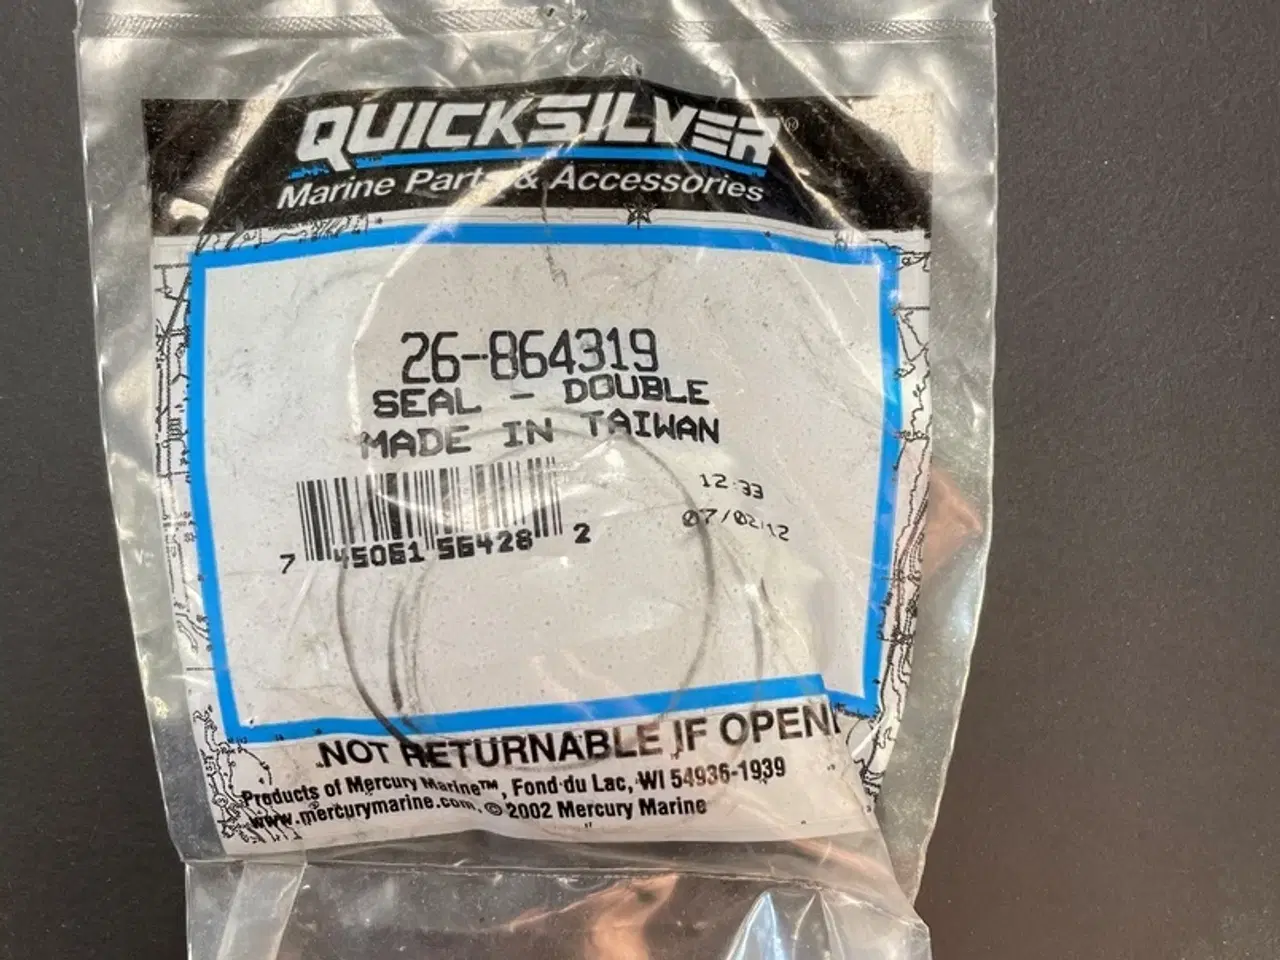 QUICKSILVER®
Marine Parts & Accessories
26-864319
SEAL - DOUBLE
MADE IN TAIWAN
12:33
07/02/12
7 45061 56428 2
NOT RETURNABLE IF OPEN
Products of Mercury Marine™, Fond du Lac, WI 54936-1939
www.mercurymarine.com, © 2002 Mercury Marine